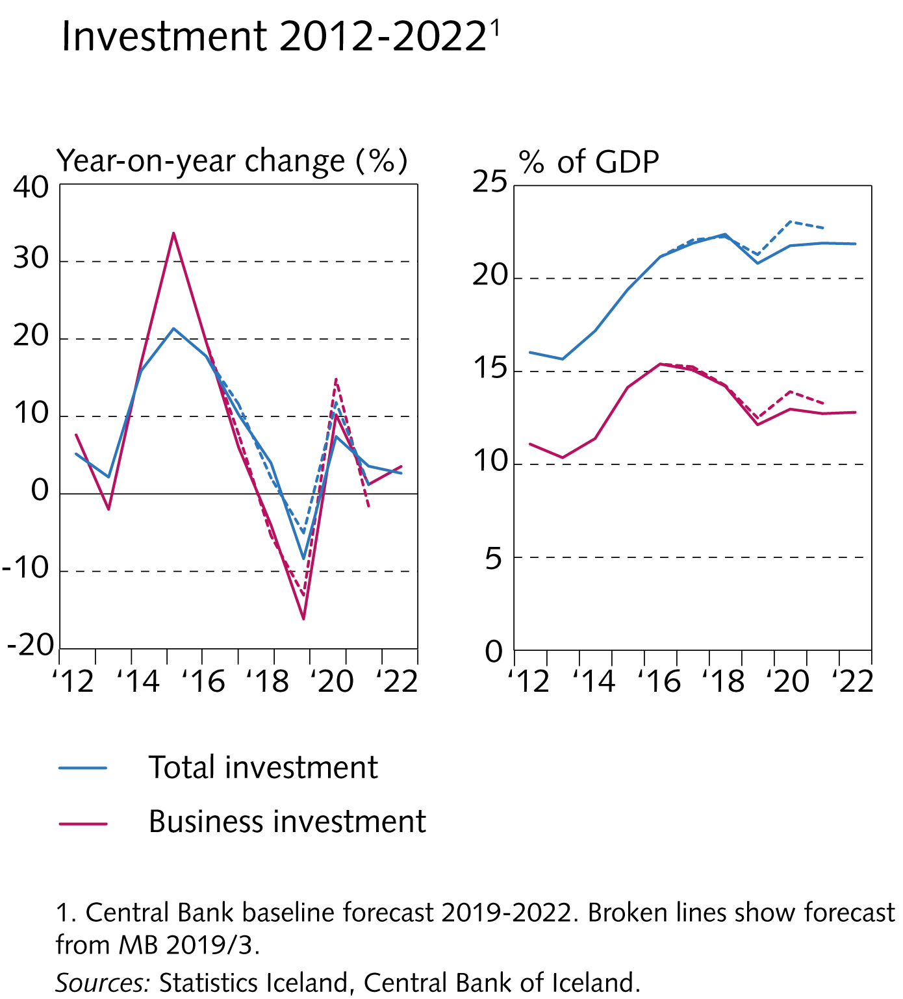 Investment 2012-2022¹
Year-on-year change (%)
40
30
20
10
0
-10
-20
‘12 ‘14 ‘16 ‘18 ‘20 ‘22
% of GDP
25
20
15
10
5
0
‘12 ‘14 ‘16 ‘18 ‘20 ‘22
Total investment
Business investment
1. Central Bank baseline forecast 2019-2022. Broken lines show forecast
from MB 2019/3.
Sources: Statistics Iceland, Central Bank of Iceland.